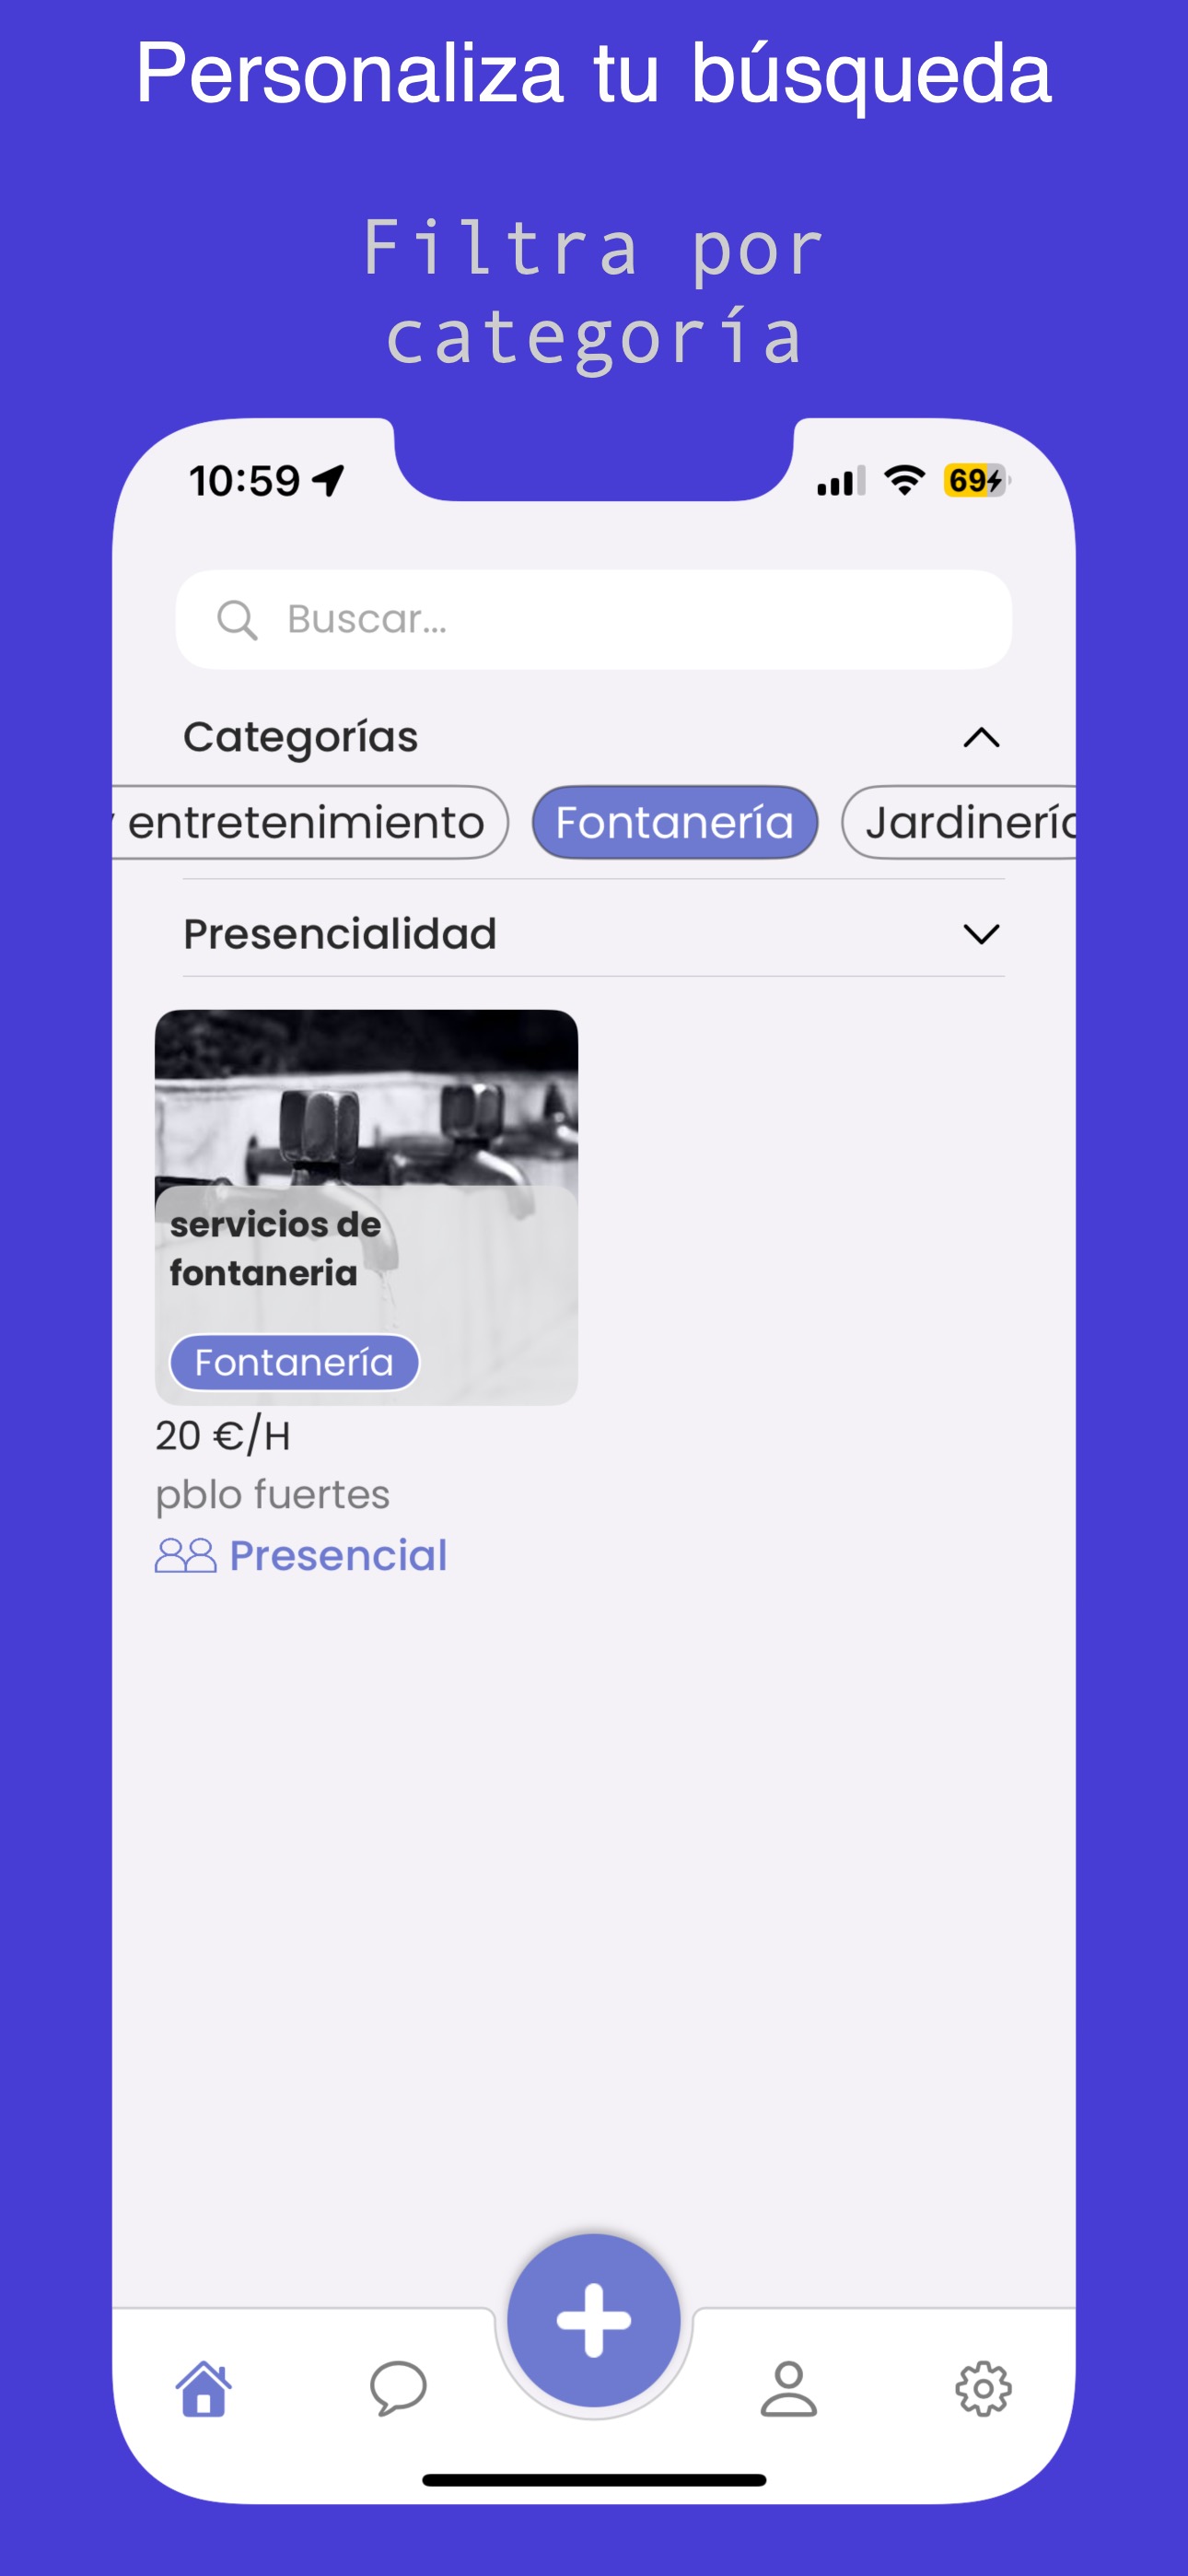 Personaliza tu búsqueda
Filtra por
categoría
10:59
69
Buscar...
Categorías
entretenimiento
Fontanería
Presencialidad
servicios de
fontaneria
Fontanería
20 €/H
pblo fuertes
Presencial